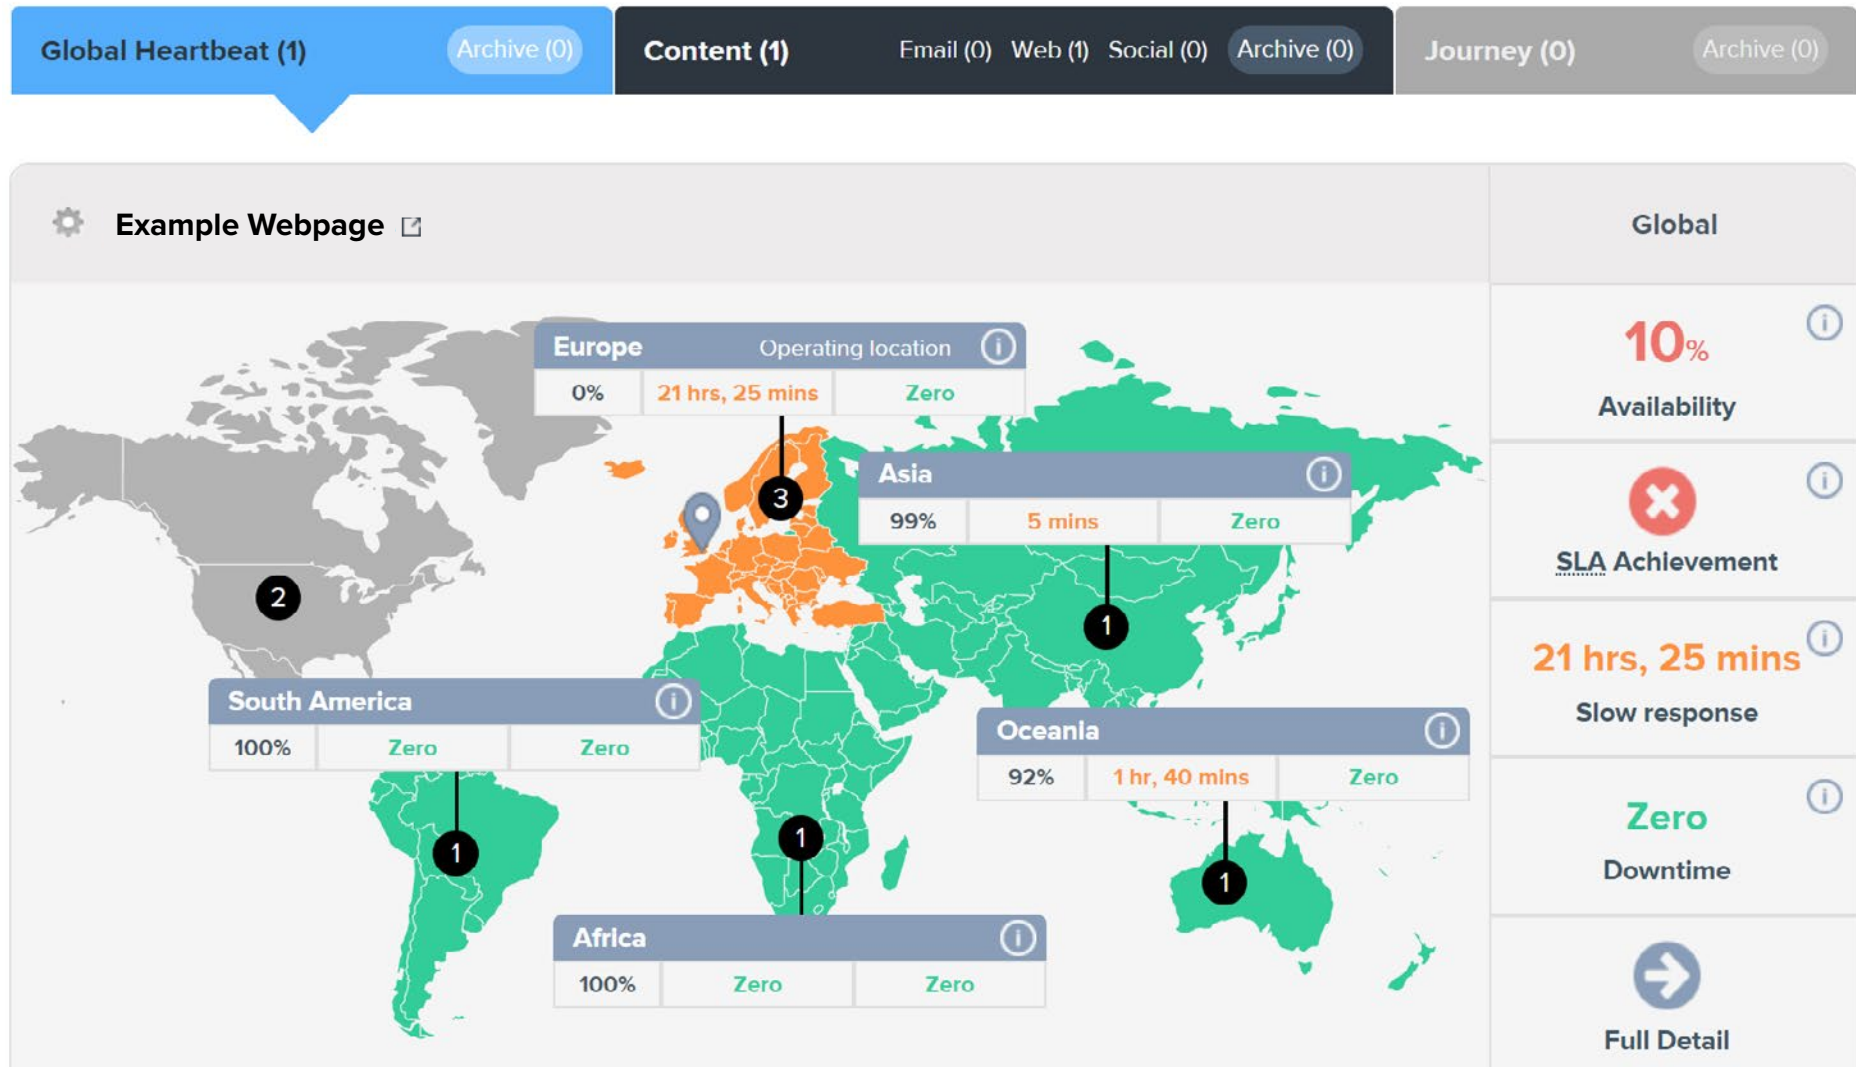 Global Heartbeat (1) Archive (0) Content (1) Email (0) Web (1) Social (0) Archive (0) Journey (0) Archive (0)
Example Webpage
Global
Europe Operating location
0% 21 hrs, 25 mins Zero
Asia
99% 5 mins Zero
3
2
1
South America
100% Zero Zero
Oceania
92% 1 hr, 40 mins Zero
1
1
1
Africa
100% Zero Zero
10%
Availability
SLA Achievement
21 hrs, 25 mins
Slow response
Zero
Downtime
Full Detail